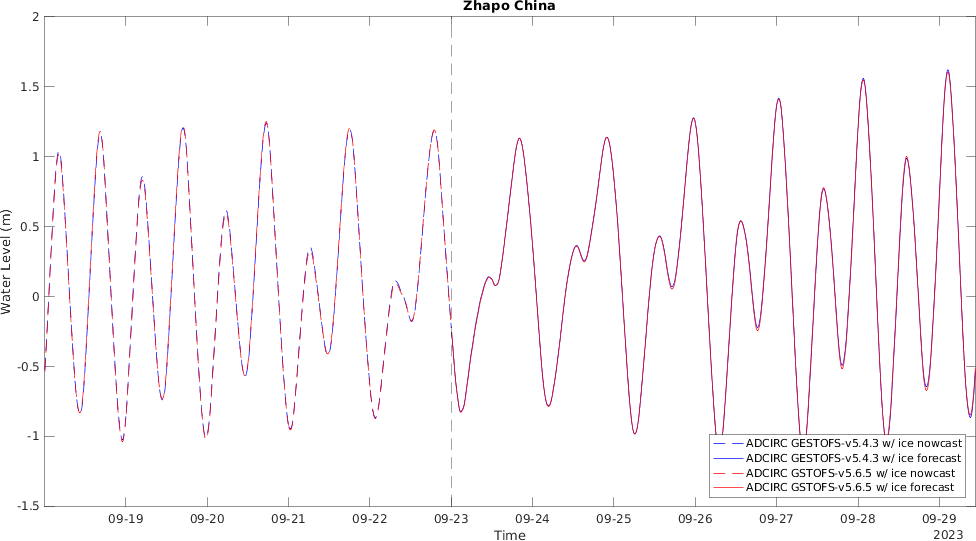 Zhapo China
2
1.5
1
0.5
0
-0.5
-1
-1.5
Water Level (m)
09-19 09-20 09-21 09-22 09-23 09-24 09-25 09-26 09-27 09-28 09-29
Time
2023
ADCIRC GESTOFS-v5.4.3 w/ ice nowcast
ADCIRC GESTOFS-v5.4.3 w/ ice forecast
ADCIRC GSTOFS-v5.6.5 w/ ice nowcast
ADCIRC GSTOFS-v5.6.5 w/ ice forecast